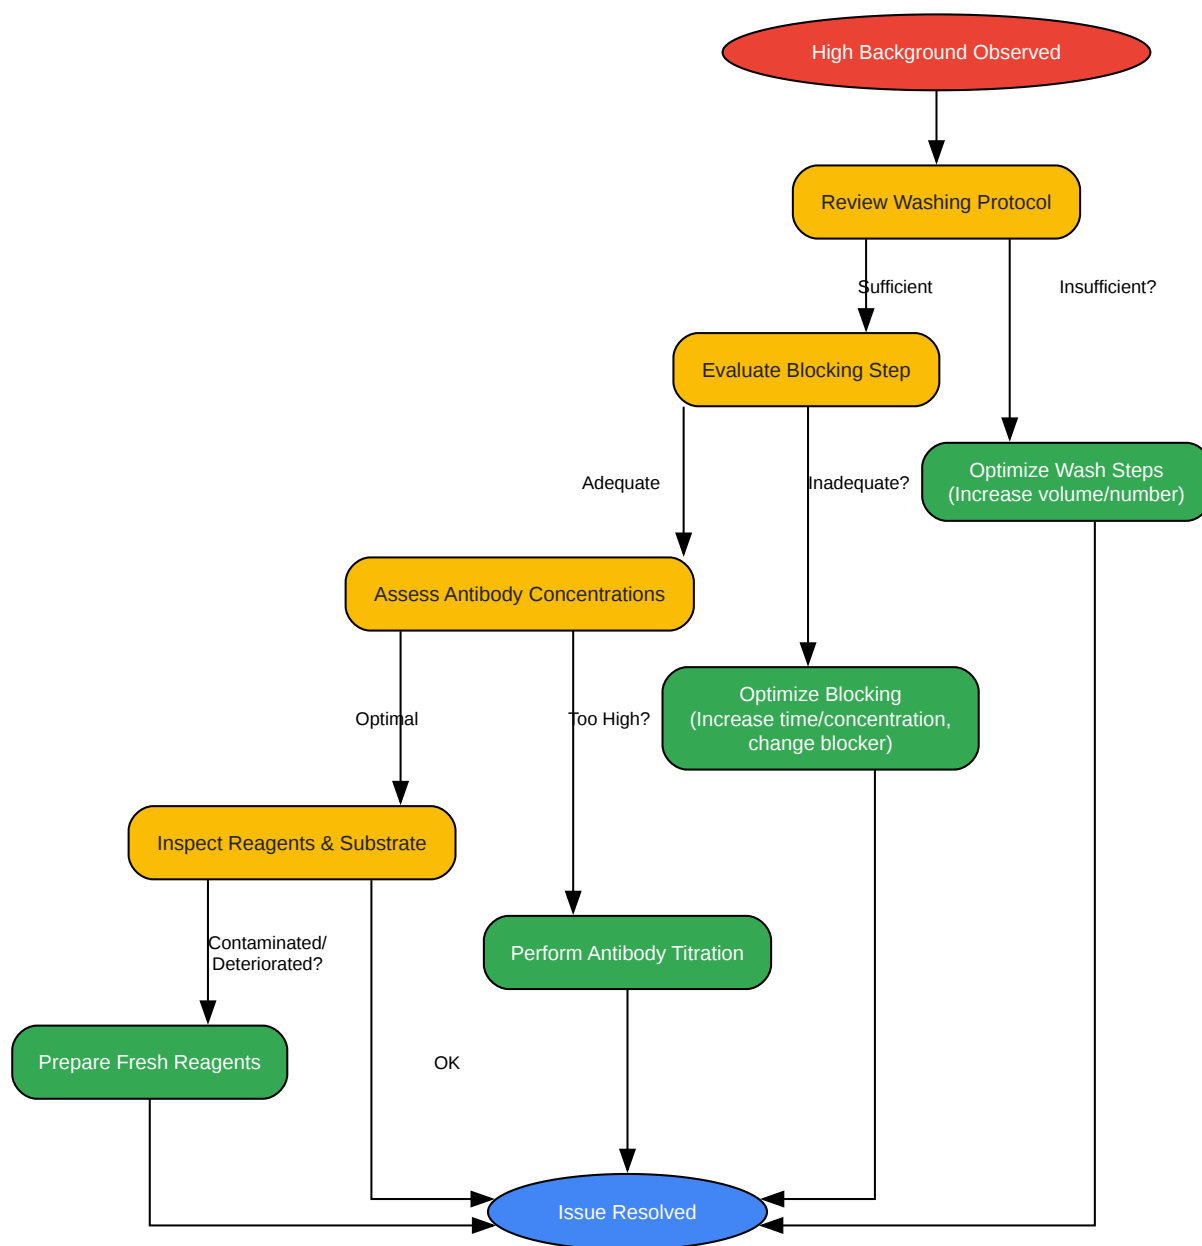 High Background Observed
Review Washing Protocol
Sufficient
Insufficient?
Evaluate Blocking Step
Adequate
Inadequate?
Optimize Wash Steps
(Increase volume/number)
Assess Antibody Concentrations
Optimal
Too High?
Optimize Blocking
(Increase time/concentration,
change blocker)
Inspect Reagents & Substrate
Contaminated/
Deteriorated?
Perform Antibody Titration
Prepare Fresh Reagents
OK
Issue Resolved